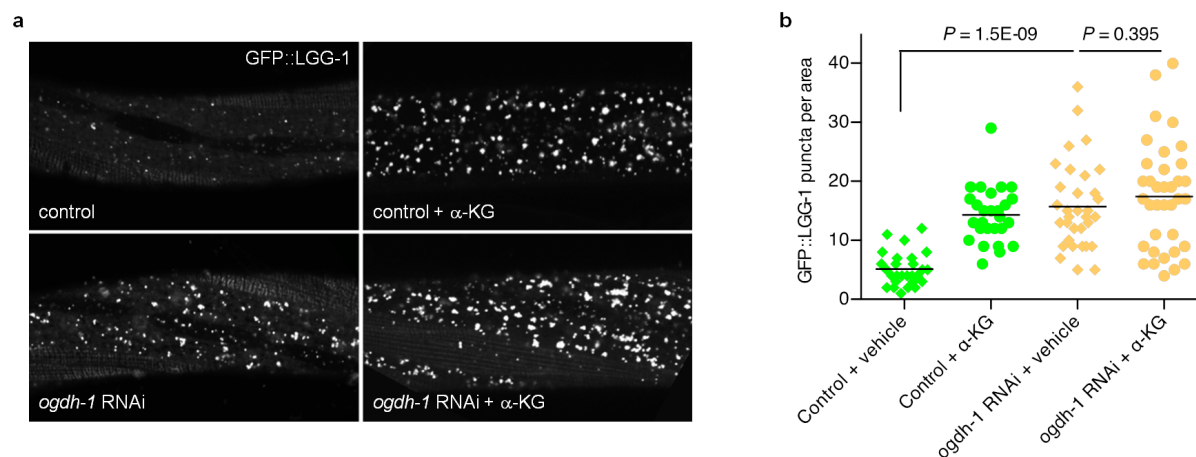 a
GFP::LGG-1
control
control + α-KG
ogdh-1 RNAi
ogdh-1 RNAi + α-KG
b
P = 1.5E-09
P = 0.395
GFP::LGG-1 puncta per area
40
30
20
10
0
Control + vehicle
Control + α-KG
ogdh-1 RNAi + vehicle
ogdh-1 RNAi + α-KG